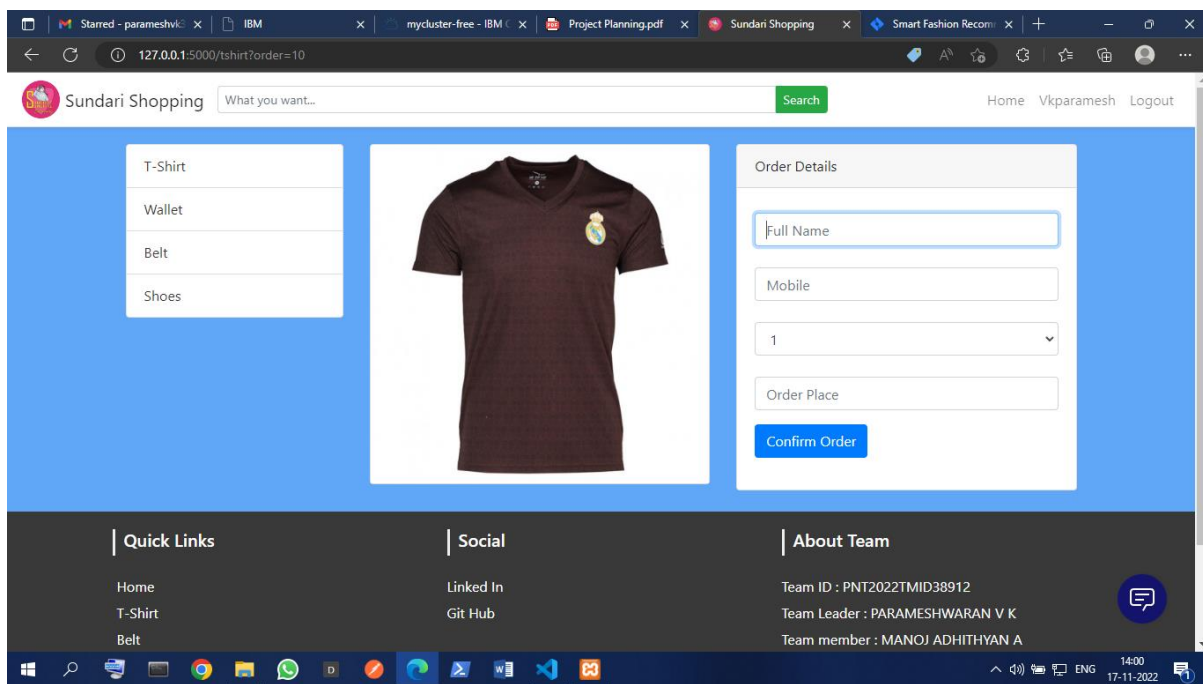 Starred - parameshvk3
IBM
mycluster-free - IBM C
Project Planning.pdf
Sundari Shopping
Smart Fashion Recom
127.0.0.1:5000/tshirt?order=10
Sundari Shopping
What you want...
Search
Home
Vkparamesh
Logout
T-Shirt
Wallet
Belt
Shoes
Order Details
Full Name
Mobile
1
Order Place
Confirm Order
Quick Links
Home
T-Shirt
Belt
Social
Linked In
Git Hub
About Team
Team ID : PNT2022TMID38912
Team Leader : PARAMESHWARAN V K
Team member : MANOJ ADHITHYAN A
ENG
14:00
17-11-2022